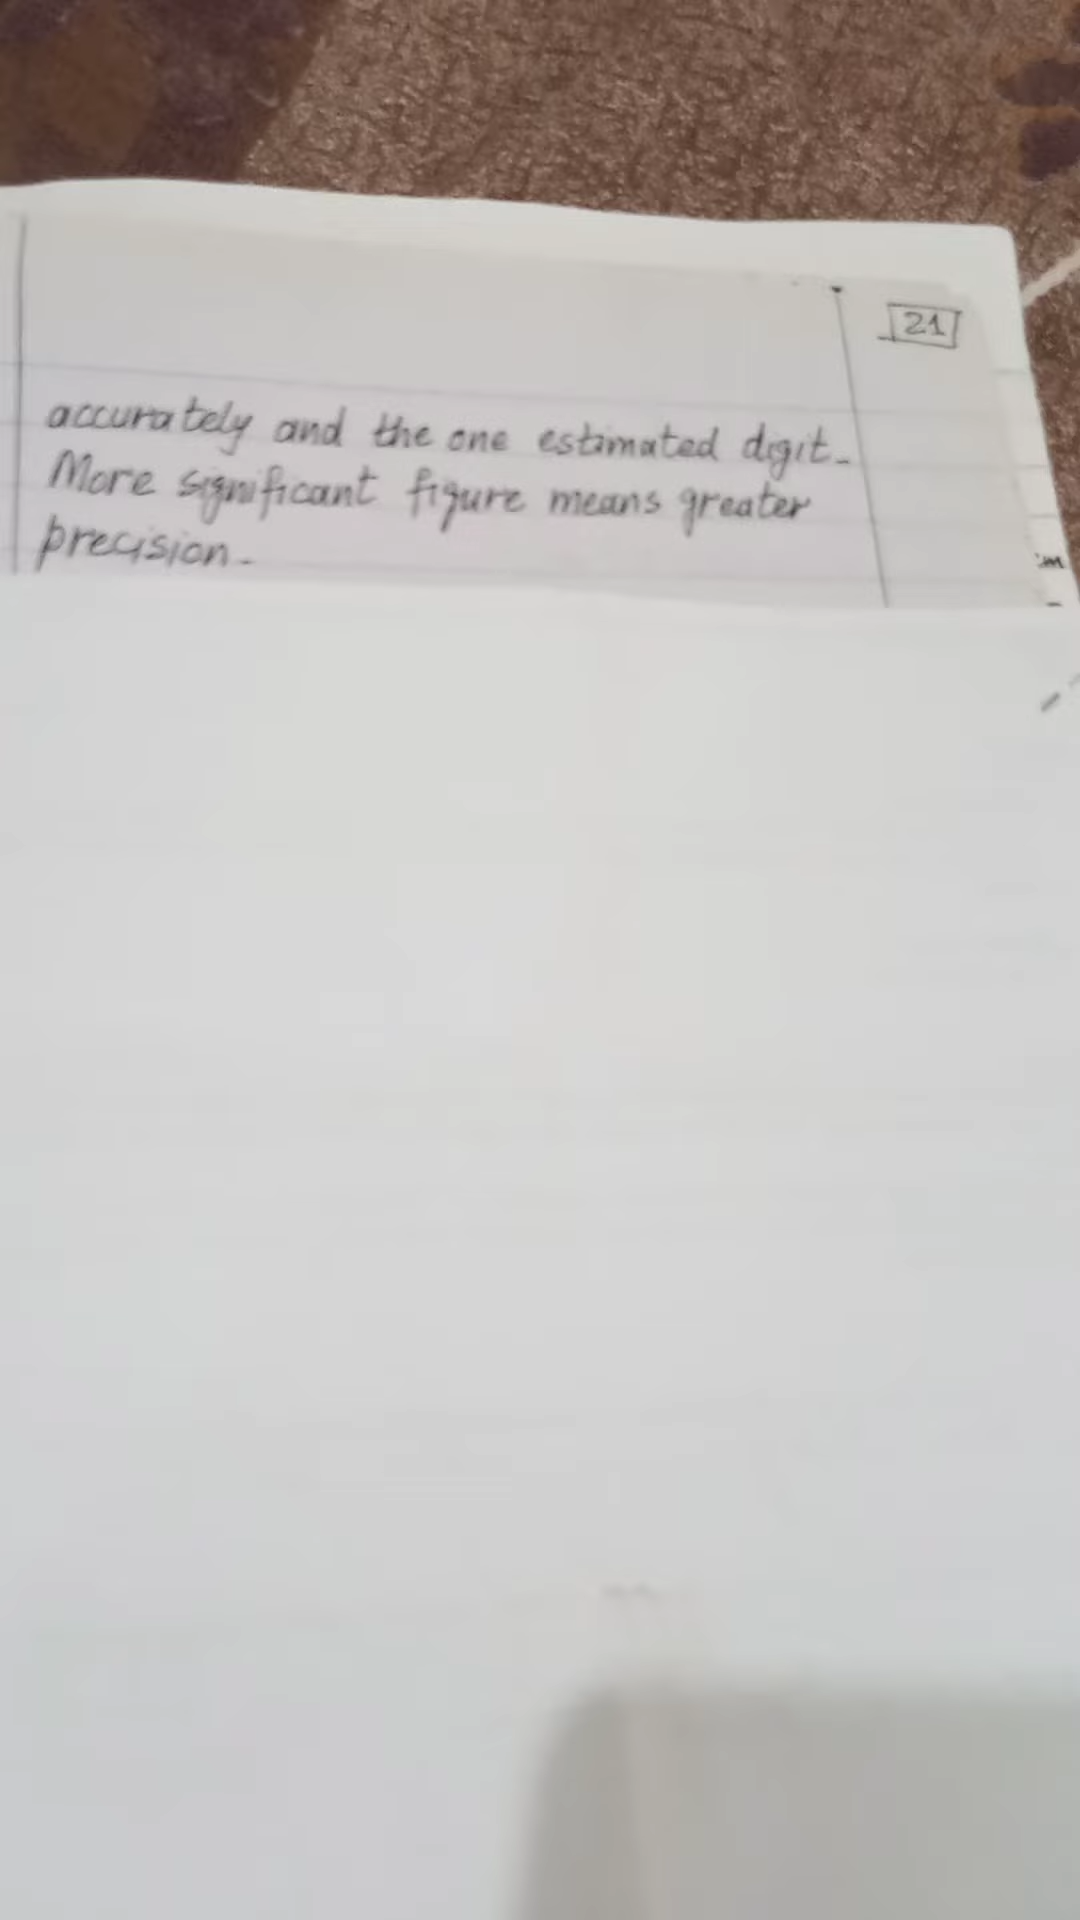 21
accurately and the one estimated digit.
More significant figure means greater
precision.